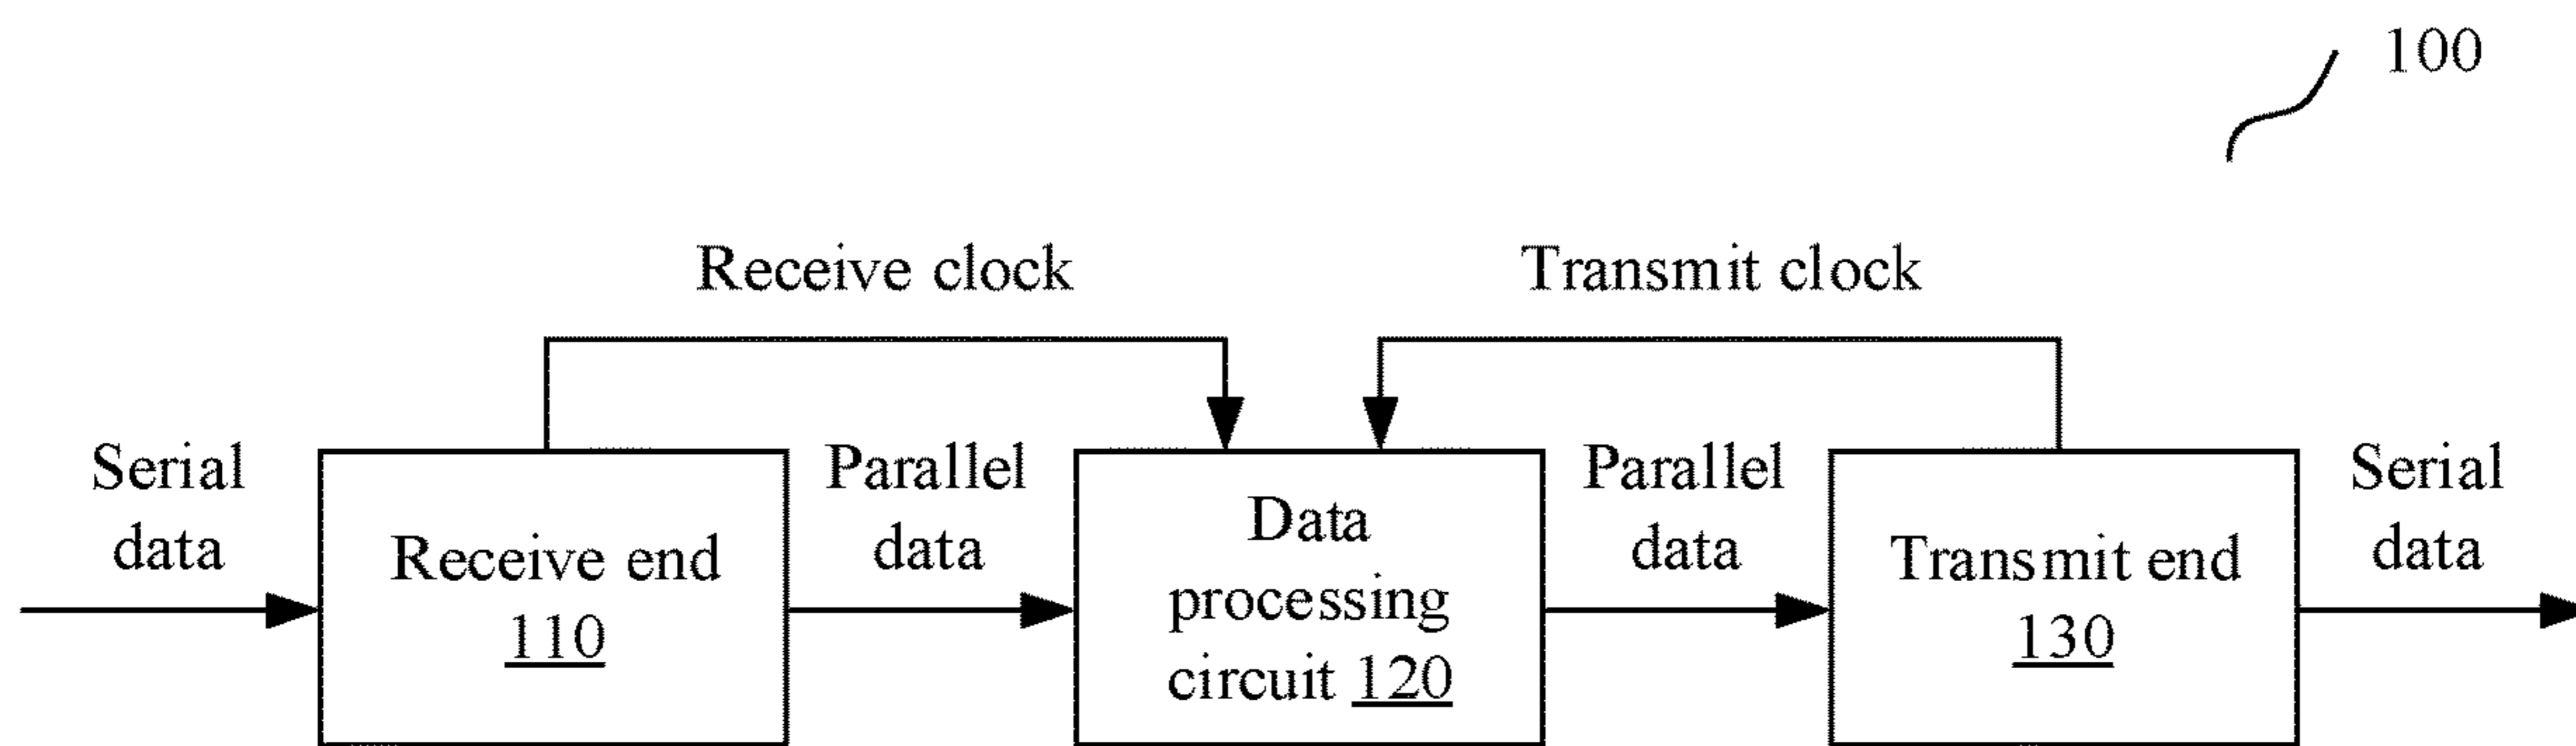 100
Receive clock
Transmit clock
Serial
data
Receive end
110
Parallel
data
Data
processing
circuit 120
Parallel
data
Transmit end
130
Serial
data